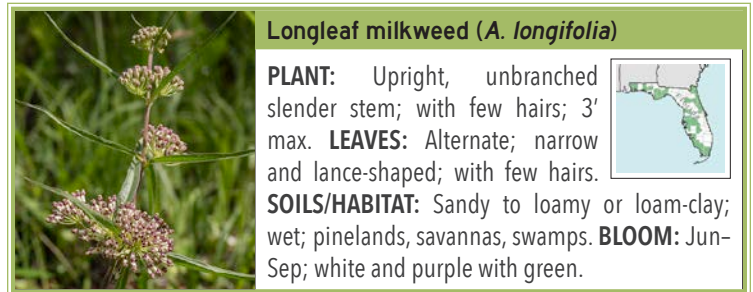 Longleaf milkweed (A. longifolia)
PLANT: Upright, unbranched
slender stem; with few hairs; 3′
max. LEAVES: Alternate; narrow
and lance-shaped; with few hairs.
SOILS/HABITAT: Sandy to loamy or loam-clay;
wet; pinelands, savannas, swamps. BLOOM: Jun–
Sep; white and purple with green.